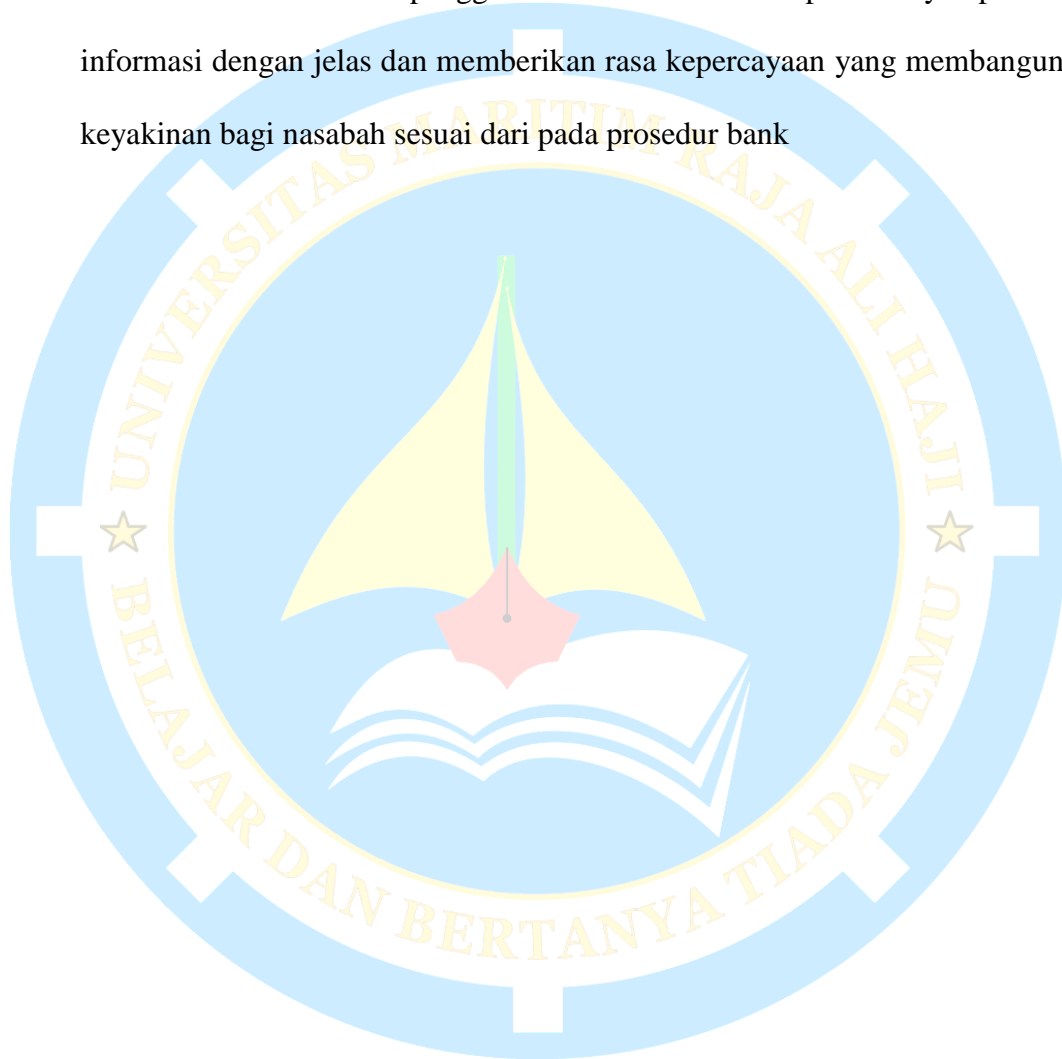 informasi dengan jelas dan memberikan rasa kepercayaan yang membangun
keyakinan bagi nasabah sesuai dari pada prosedur bank
UNIVERSITAS MARITIM RAJA ALI HAJI
BELAJAR DAN BERTANYA TIADA JEMU